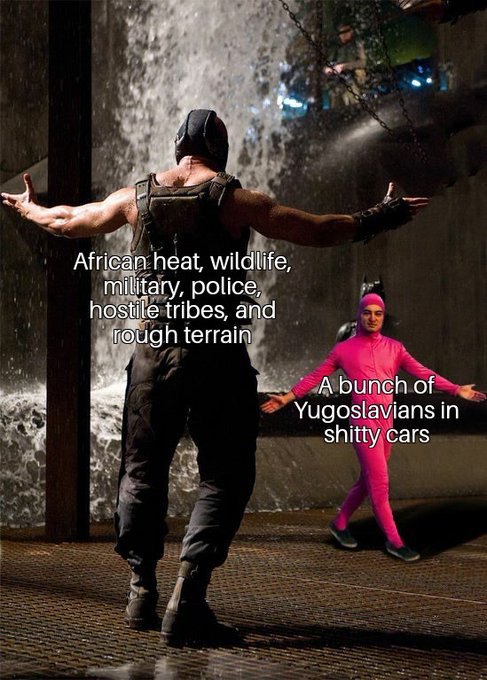 African heat, wildlife,
military, police,
hostile tribes, and
rough terrain
A bunch of
Yugoslavians in
shitty cars